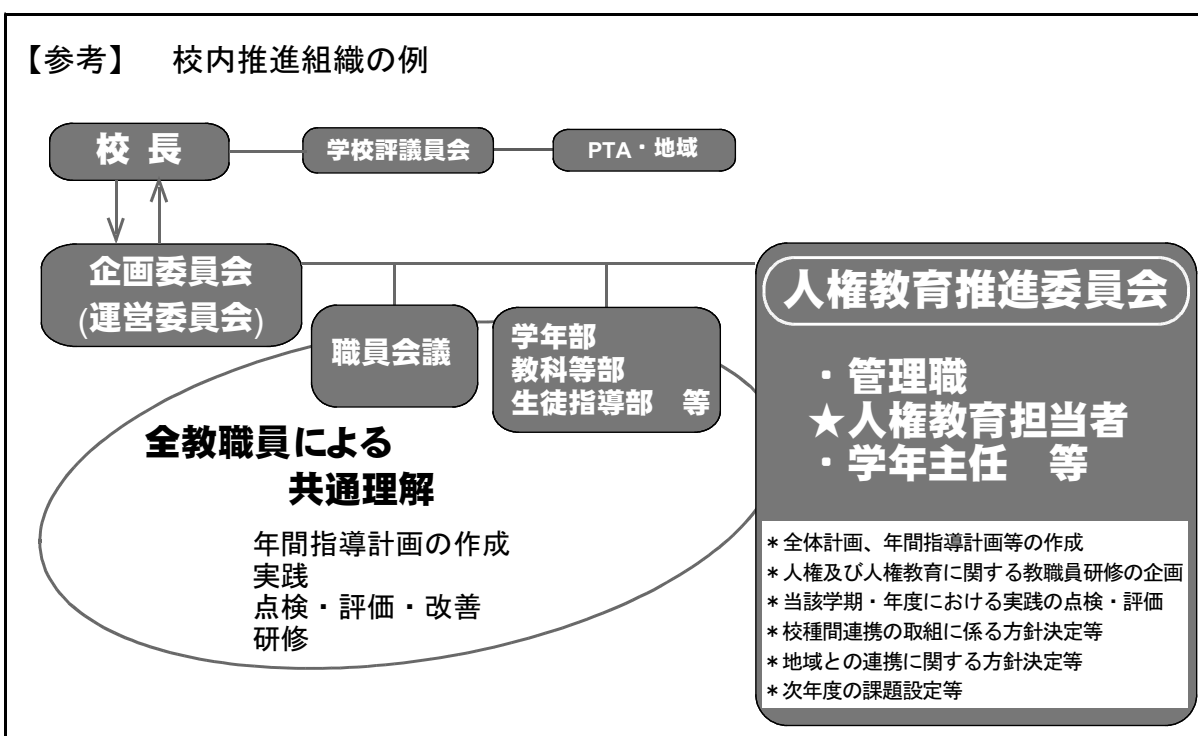 【参考】　校内推進組織の例
校 長
学校評議員会
PTA・地域
企画委員会
(運営委員会)
職員会議
学年部
教科等部
生徒指導部　等
人権教育推進委員会
・管理職
★人権教育担当者
・学年主任　等
全教職員による
共通理解
年間指導計画の作成
実践
点検・評価・改善
研修
＊全体計画、年間指導計画等の作成
＊人権及び人権教育に関する教職員研修の企画
＊当該学期・年度における実践の点検・評価
＊校種間連携の取組に係る方針決定等
＊地域との連携に関する方針決定等
＊次年度の課題設定等